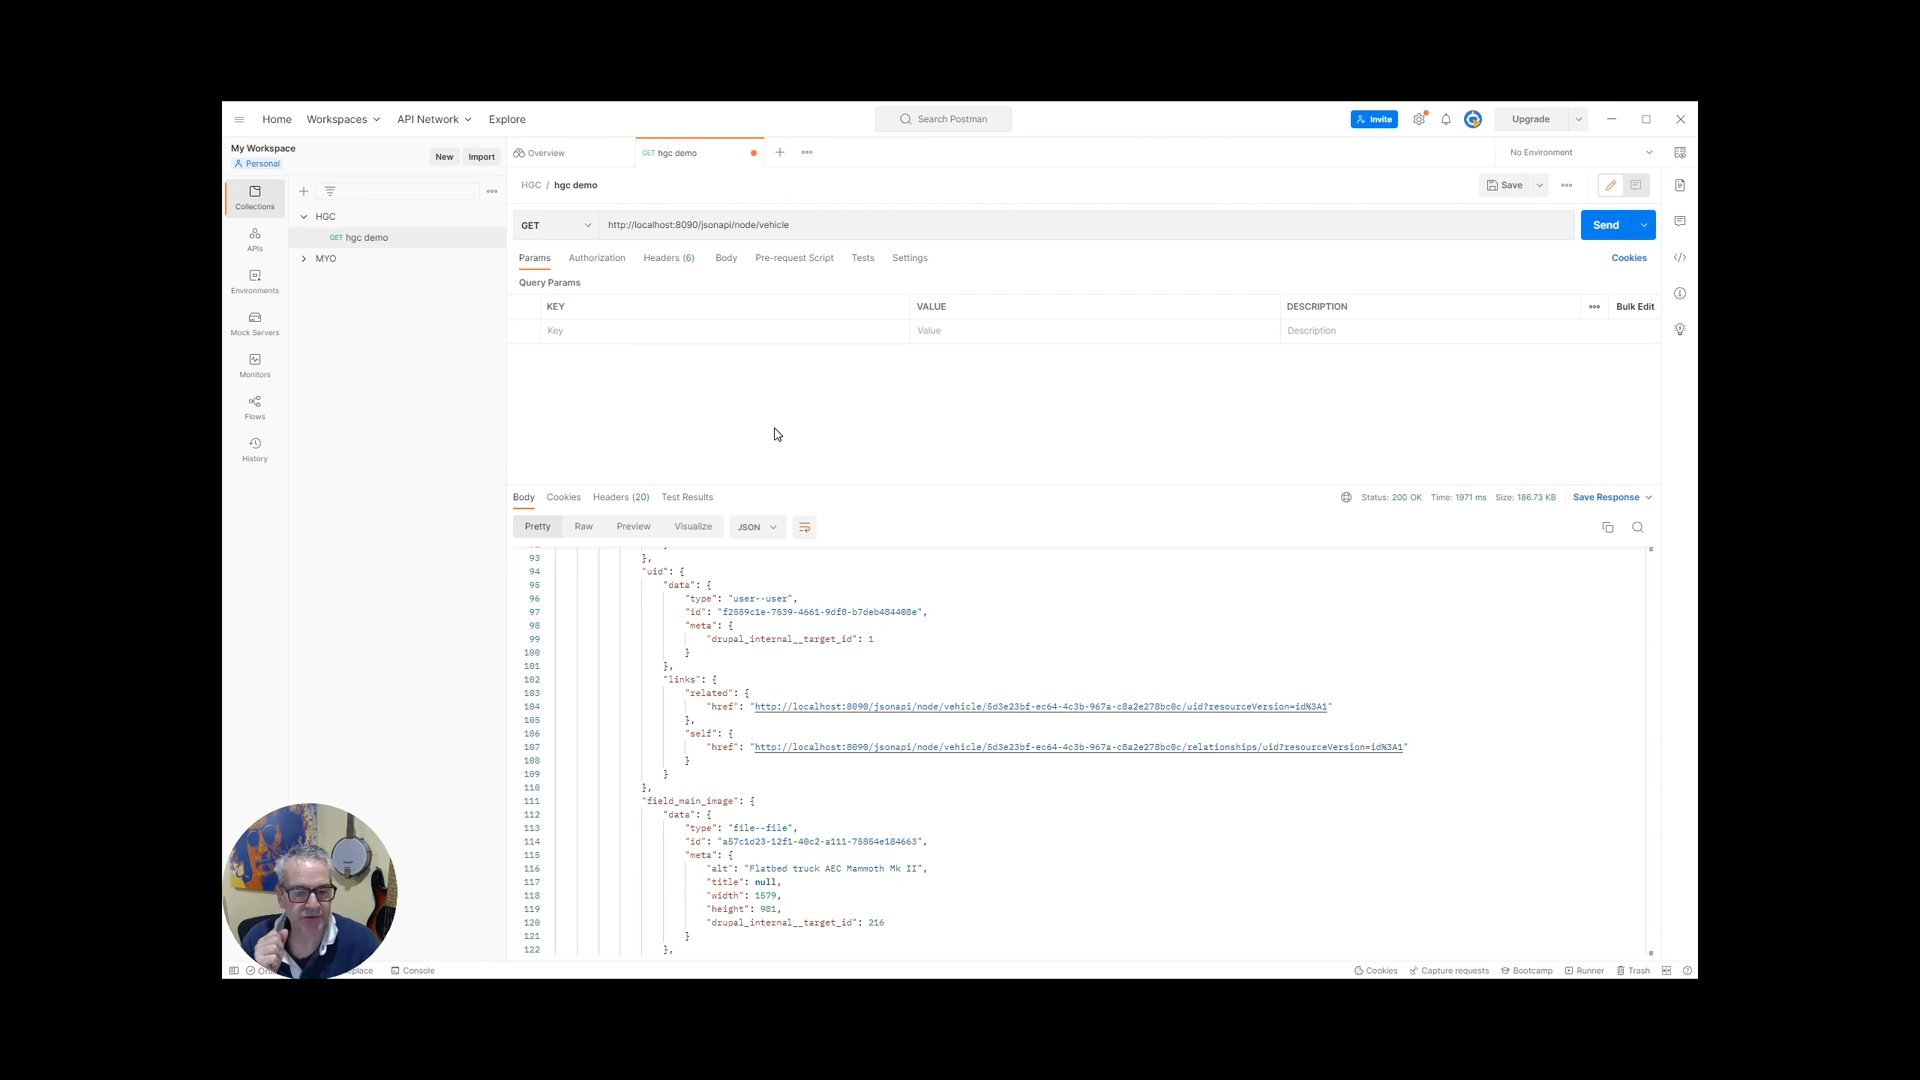 Home Workspaces API Network Explore
Search Postman
Invite
Upgrade
My Workspace
Personal
New Import
Overview
GET hgc demo
No Environment
HGC / hgc demo
Save
Collections
HGC
GET hgc demo
MYO
APIs
Environments
Mock Servers
Monitors
Flows
History
GET
http://localhost:8090/jsonapi/node/vehicle
Send
Params Authorization Headers (6) Body Pre-request Script Tests Settings
Cookies
Query Params
KEY VALUE DESCRIPTION
Bulk Edit
Key Value Description
Body Cookies Headers (20) Test Results
Status: 200 OK Time: 1971 ms Size: 186.73 KB Save Response
Pretty Raw Preview Visualize JSON
93 },
94 "uid": {
95 "data": {
96 "type": "user--user",
97 "id": "f2559c1e-7539-4661-9df8-b7deb484408e",
98 "meta": {
99 "drupal_internal__target_id": 1
100 }
101 },
102 "links": {
103 "related": {
104 "href": "http://localhost:8090/jsonapi/node/vehicle/5d3e23bf-ec64-4c3b-967a-c8a2e278bc0c/uid?resourceVersion=id%3A1"
105 },
106 "self": {
107 "href": "http://localhost:8090/jsonapi/node/vehicle/5d3e23bf-ec64-4c3b-967a-c8a2e278bc0c/relationships/uid?resourceVersion=id%3A1"
108 }
109 }
110 },
111 "field_main_image": {
112 "data": {
113 "type": "file--file",
114 "id": "a57c1d23-12f1-40c2-a111-75854e184663",
115 "meta": {
116 "alt": "Flatbed truck AEC Mammoth Mk II",
117 "title": null,
118 "width": 1579,
119 "height": 981,
120 "drupal_internal__target_id": 216
121 }
122 },
Console
Cookies Capture requests Bootcamp Runner Trash